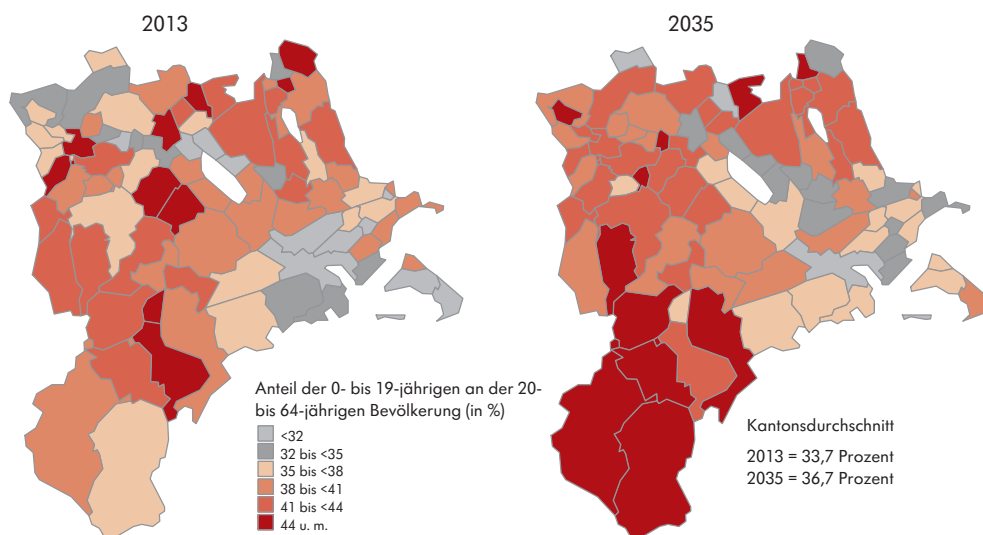 2013
2035
Anteil der 0- bis 19-jährigen an der 20-
bis 64-jährigen Bevölkerung (in %)
<32
32 bis <35
35 bis <38
38 bis <41
41 bis <44
44 u. m.
Kantonsdurchschnitt
2013 = 33,7 Prozent
2035 = 36,7 Prozent